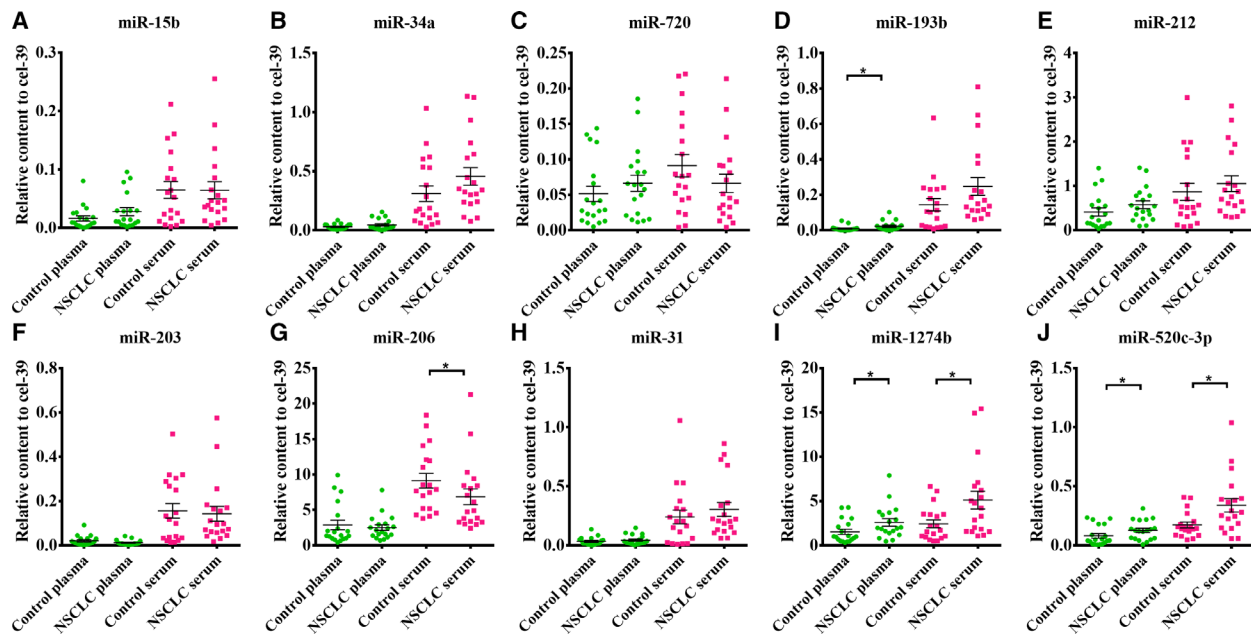 A miR-15b
Relative content to cel-39
0.3
0.2
0.1
0.0
Control plasma
NSCLC plasma
Control serum
NSCLC serum
B miR-34a
Relative content to cel-39
1.5
1.0
0.5
0.0
Control plasma
NSCLC plasma
Control serum
NSCLC serum
C miR-720
Relative content to cel-39
0.25
0.20
0.15
0.10
0.05
0.00
Control plasma
NSCLC plasma
Control serum
NSCLC serum
D miR-193b
Relative content to cel-39
1.0
0.8
0.6
0.4
0.2
0.0
*
Control plasma
NSCLC plasma
Control serum
NSCLC serum
E miR-212
Relative content to cel-39
4
3
2
1
0
Control plasma
NSCLC plasma
Control serum
NSCLC serum
F miR-203
Relative content to cel-39
0.8
0.6
0.4
0.2
0.0
Control plasma
NSCLC plasma
Control serum
NSCLC serum
G miR-206
Relative content to cel-39
25
20
15
10
5
0
*
Control plasma
NSCLC plasma
Control serum
NSCLC serum
H miR-31
Relative content to cel-39
1.5
1.0
0.5
0.0
Control plasma
NSCLC plasma
Control serum
NSCLC serum
I miR-1274b
Relative content to cel-39
20
15
10
5
0
* *
Control plasma
NSCLC plasma
Control serum
NSCLC serum
J miR-520c-3p
Relative content to cel-39
1.5
1.0
0.5
0.0
* *
Control plasma
NSCLC plasma
Control serum
NSCLC serum